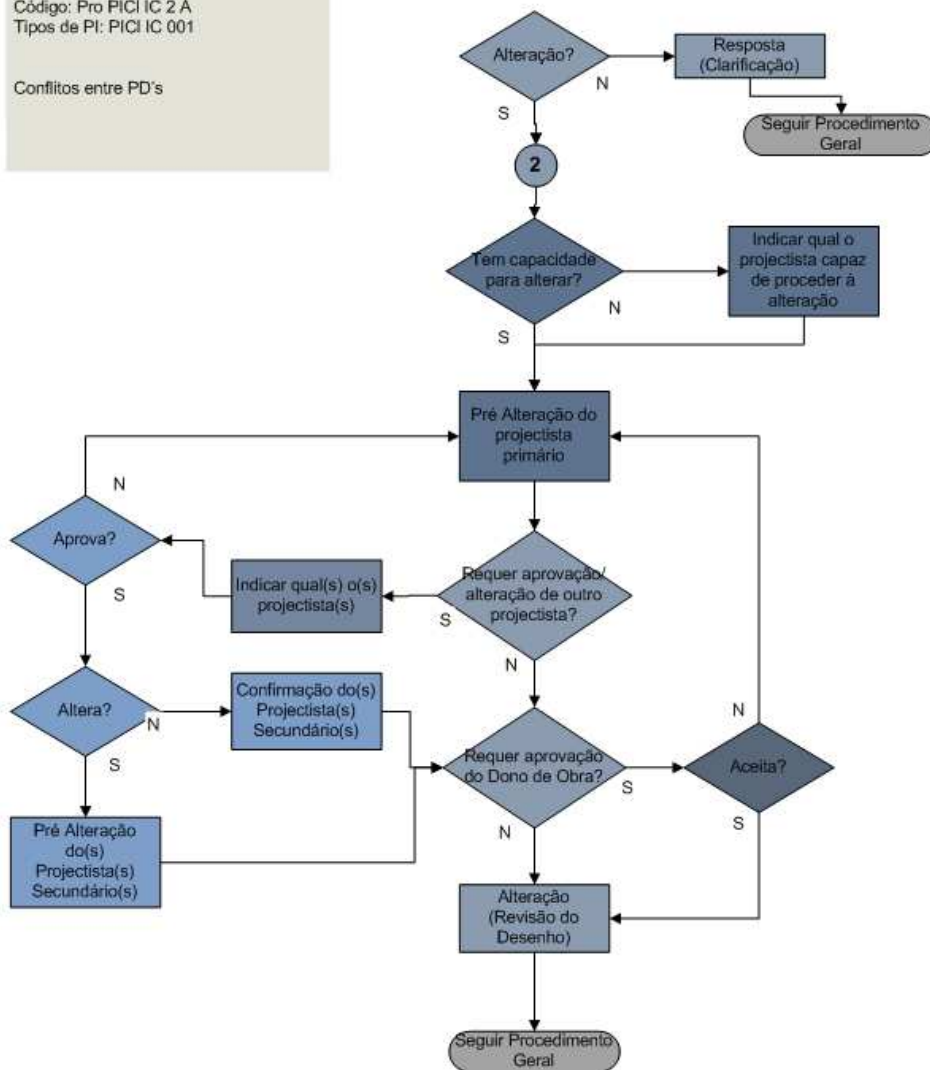 Código: Pro PICI IC 2 A
Tipos de PI: PICI IC 001
Conflitos entre PD´s
Alteração?
N
S
Resposta
(Clarificação)
Seguir Procedimento
Geral
2
Tem capacidade
para alterar?
N
S
Indicar qual o
projectista capaz
de proceder à
alteração
Pré Alteração do
projectista
primário
N
Aprova?
S
Indicar qual(s) o(s)
projectista(s)
Requer aprovação/
alteração de outro
projectista?
S
N
Altera?
N
S
Confirmação do(s)
Projectista(s)
Secundário(s)
Requer aprovação
do Dono de Obra?
S
N
N
Aceita?
S
Pré Alteração
do(s)
Projectista(s)
Secundário(s)
Alteração
(Revisão do
Desenho)
Seguir Procedimento
Geral